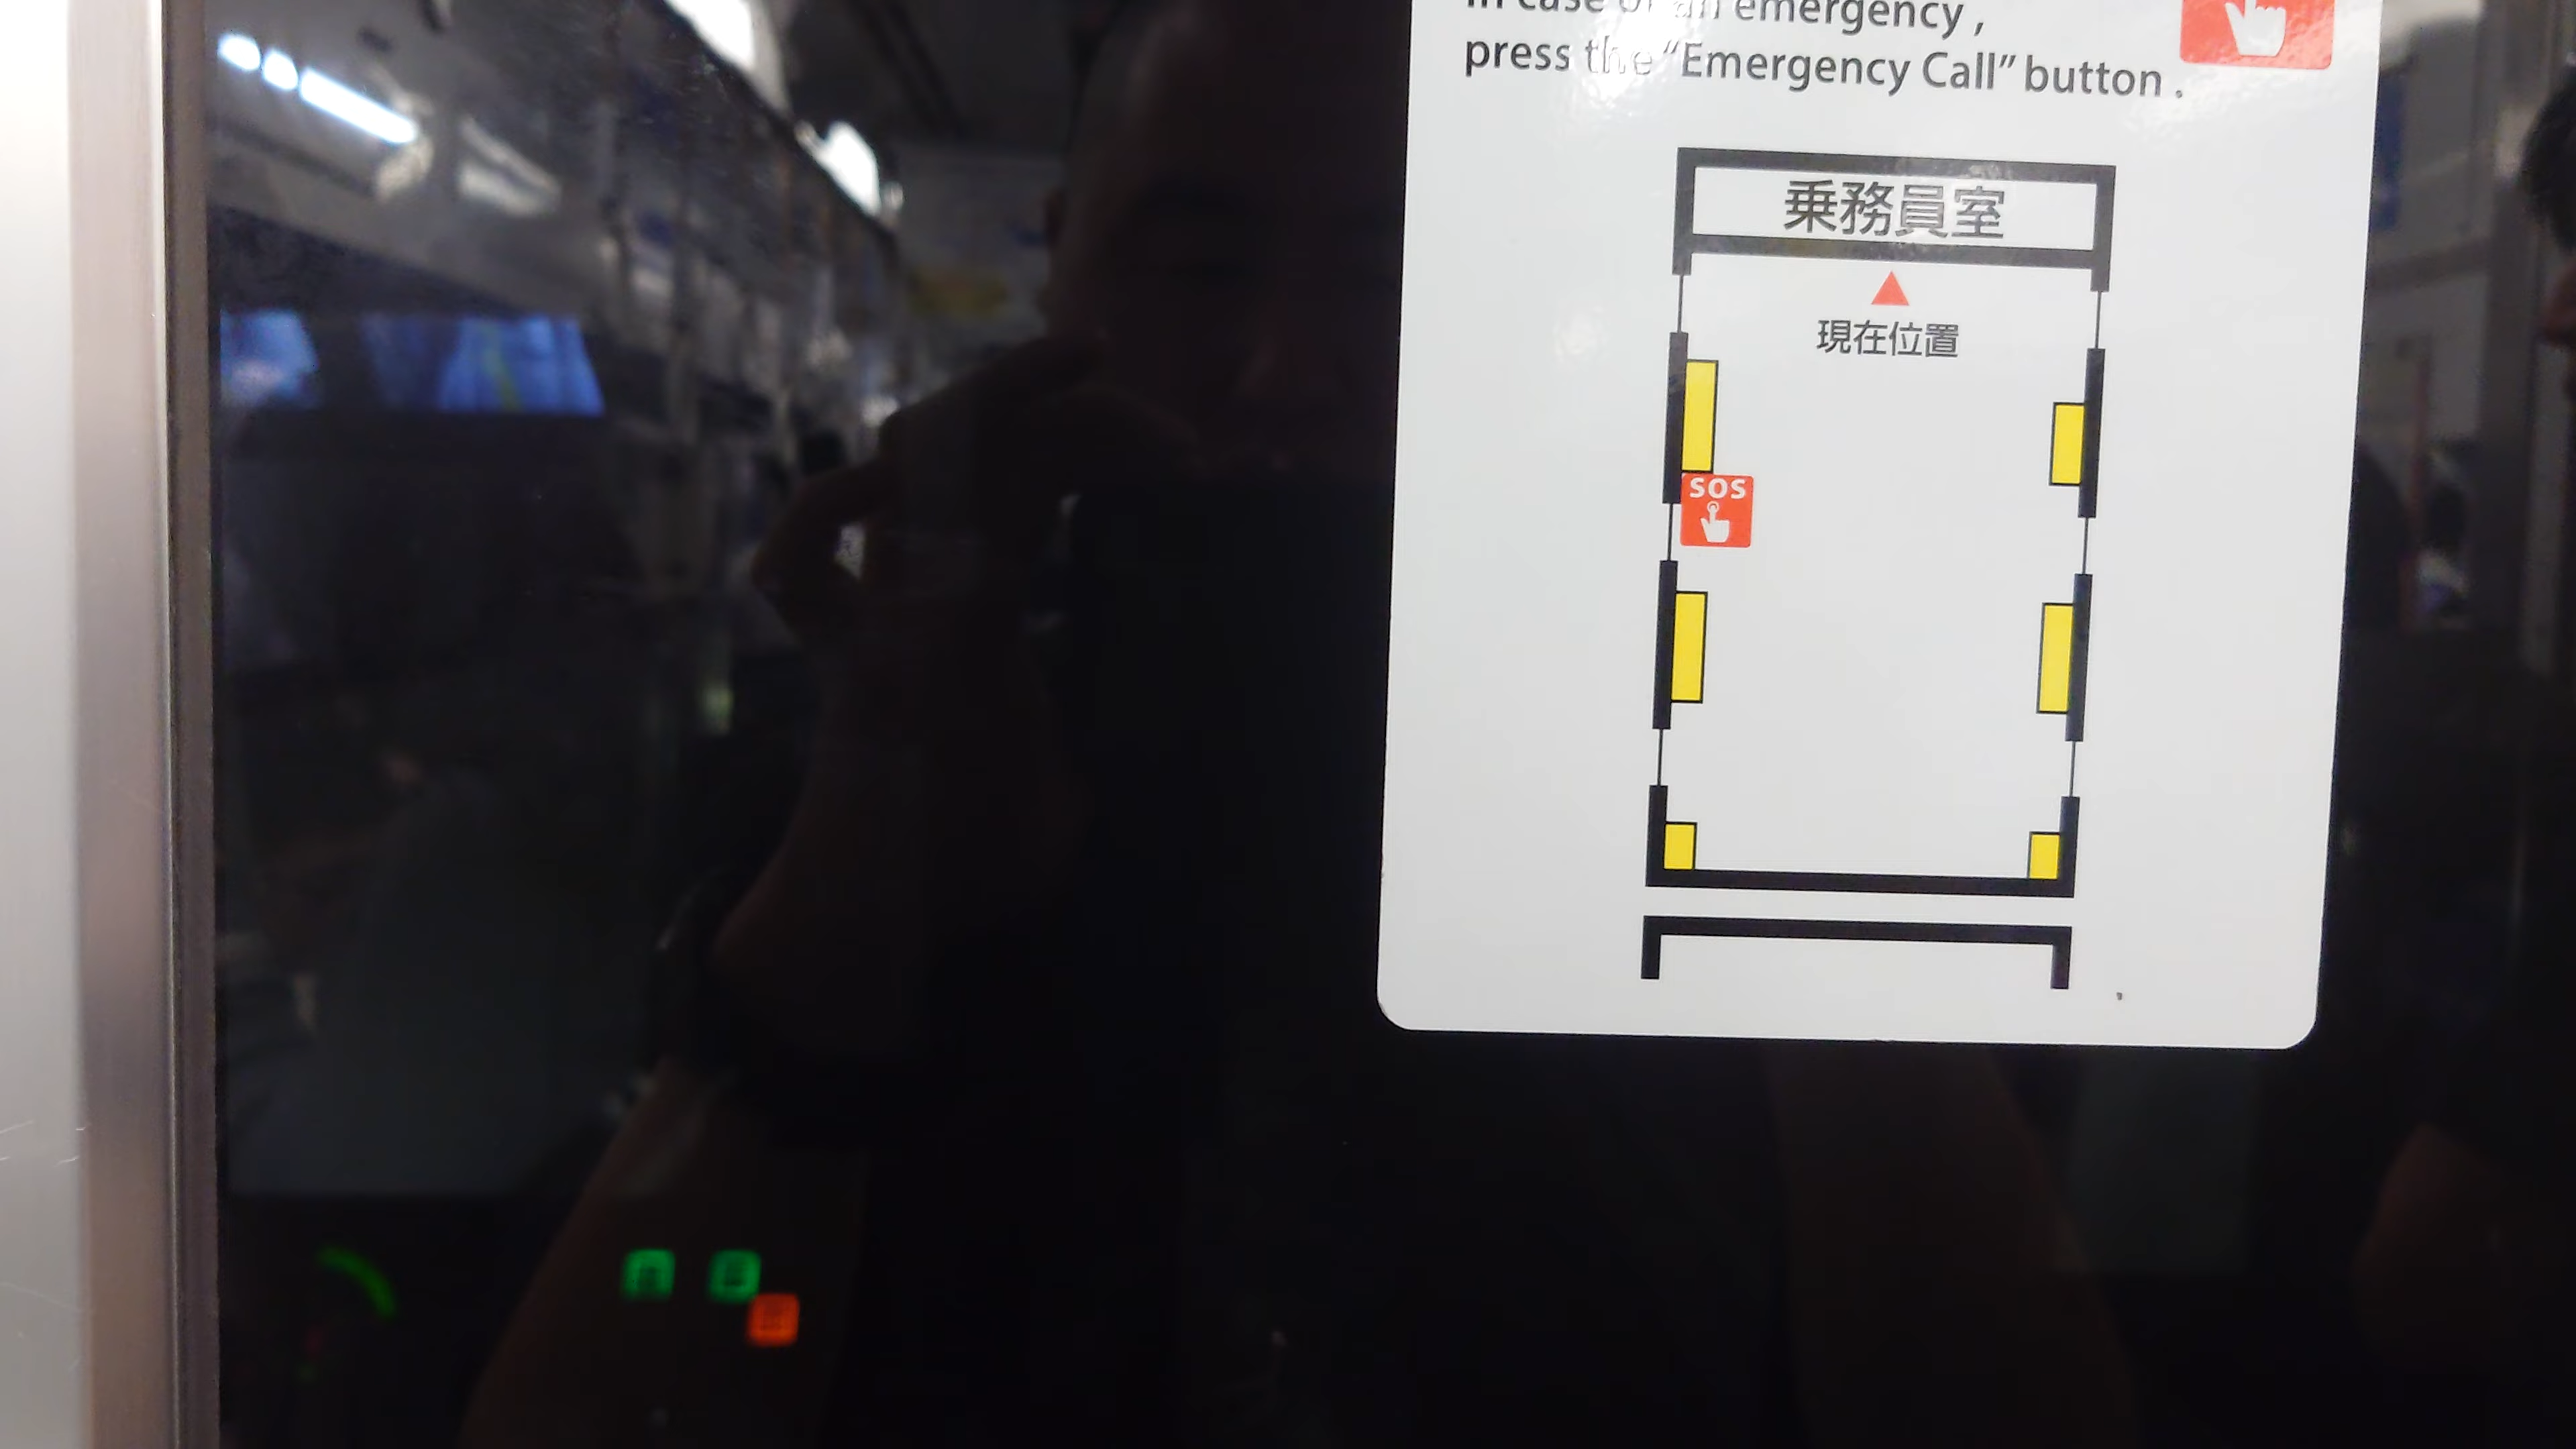 In case of an emergency,
press the "Emergency Call" button.
乗務員室
現在位置
SOS